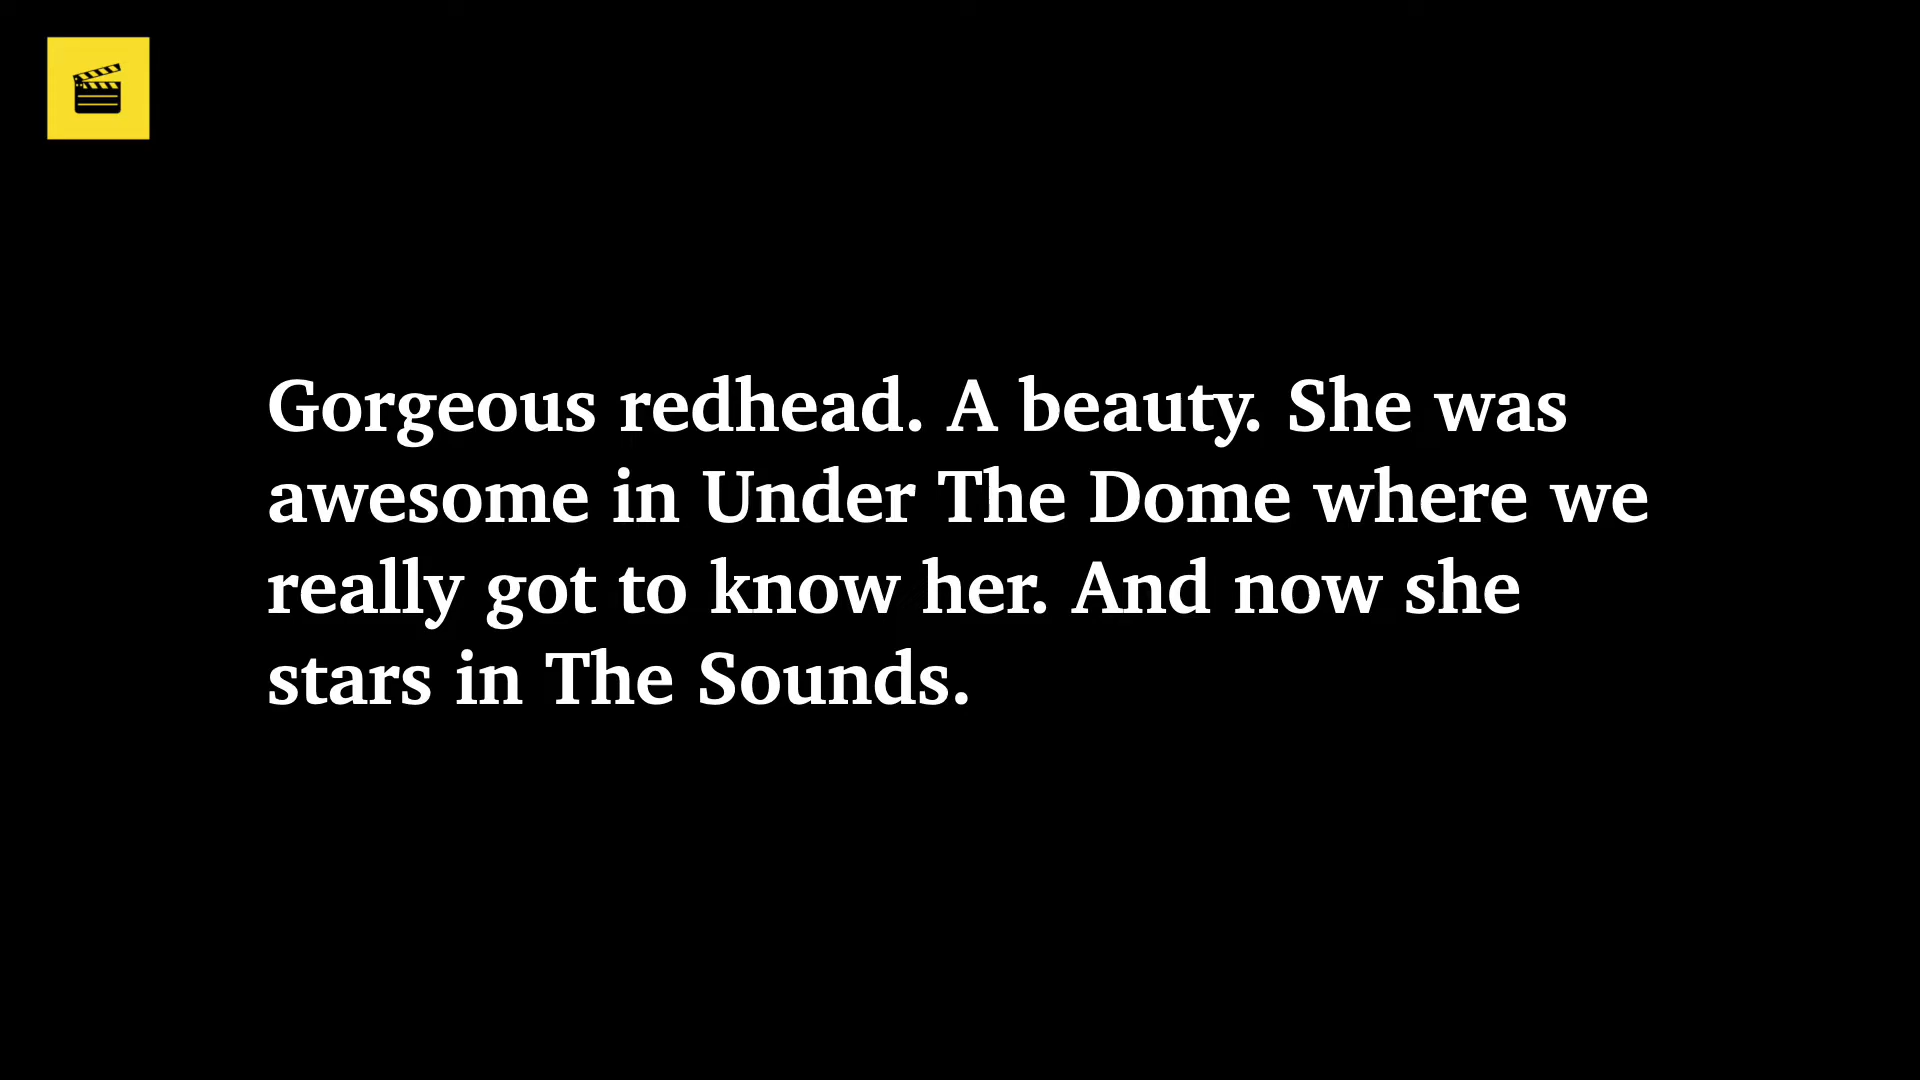 Gorgeous redhead. A beauty. She was
awesome in Under The Dome where we
really got to know her. And now she
stars in The Sounds.